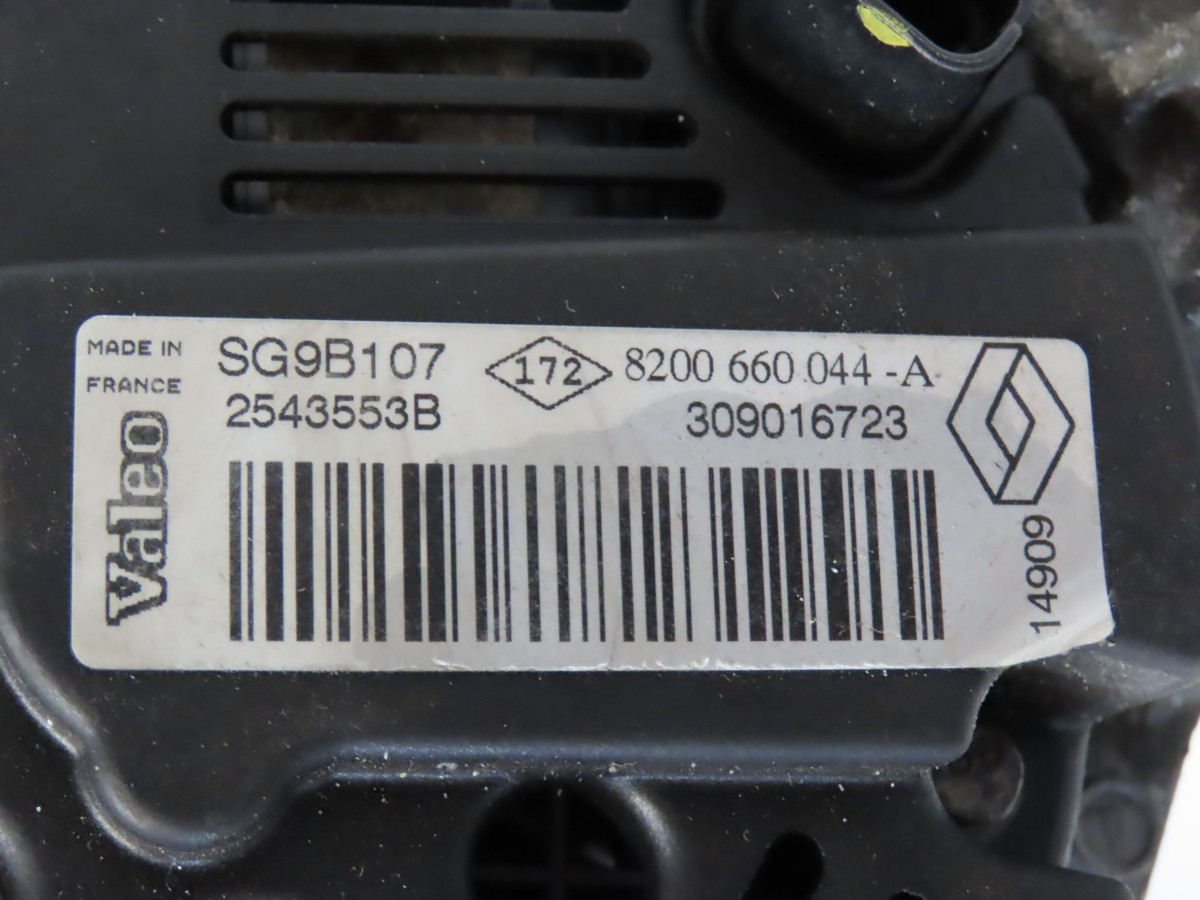 MADE IN
FRANCE
Valeo
SG9B107
2543553B
172
8200 660 044 -A
309016723
14909